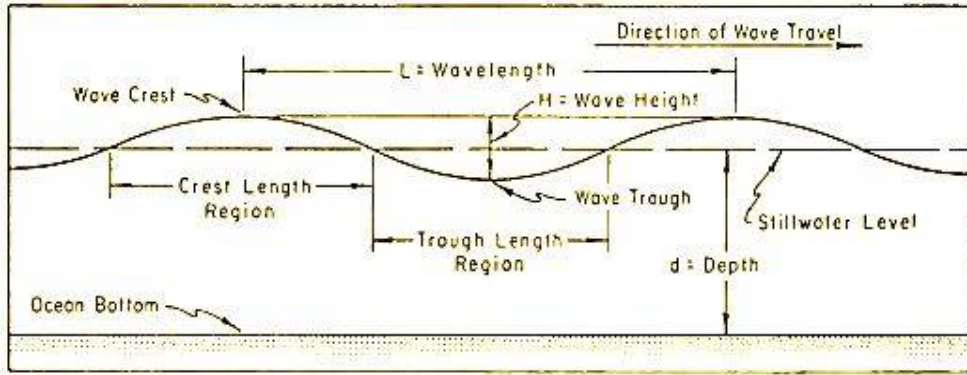 Direction of Wave Travel
L = Wavelength
Wave Crest
H = Wave Height
Crest Length
Region
Wave Trough
Stillwater Level
Trough Length
Region
d = Depth
Ocean Bottom